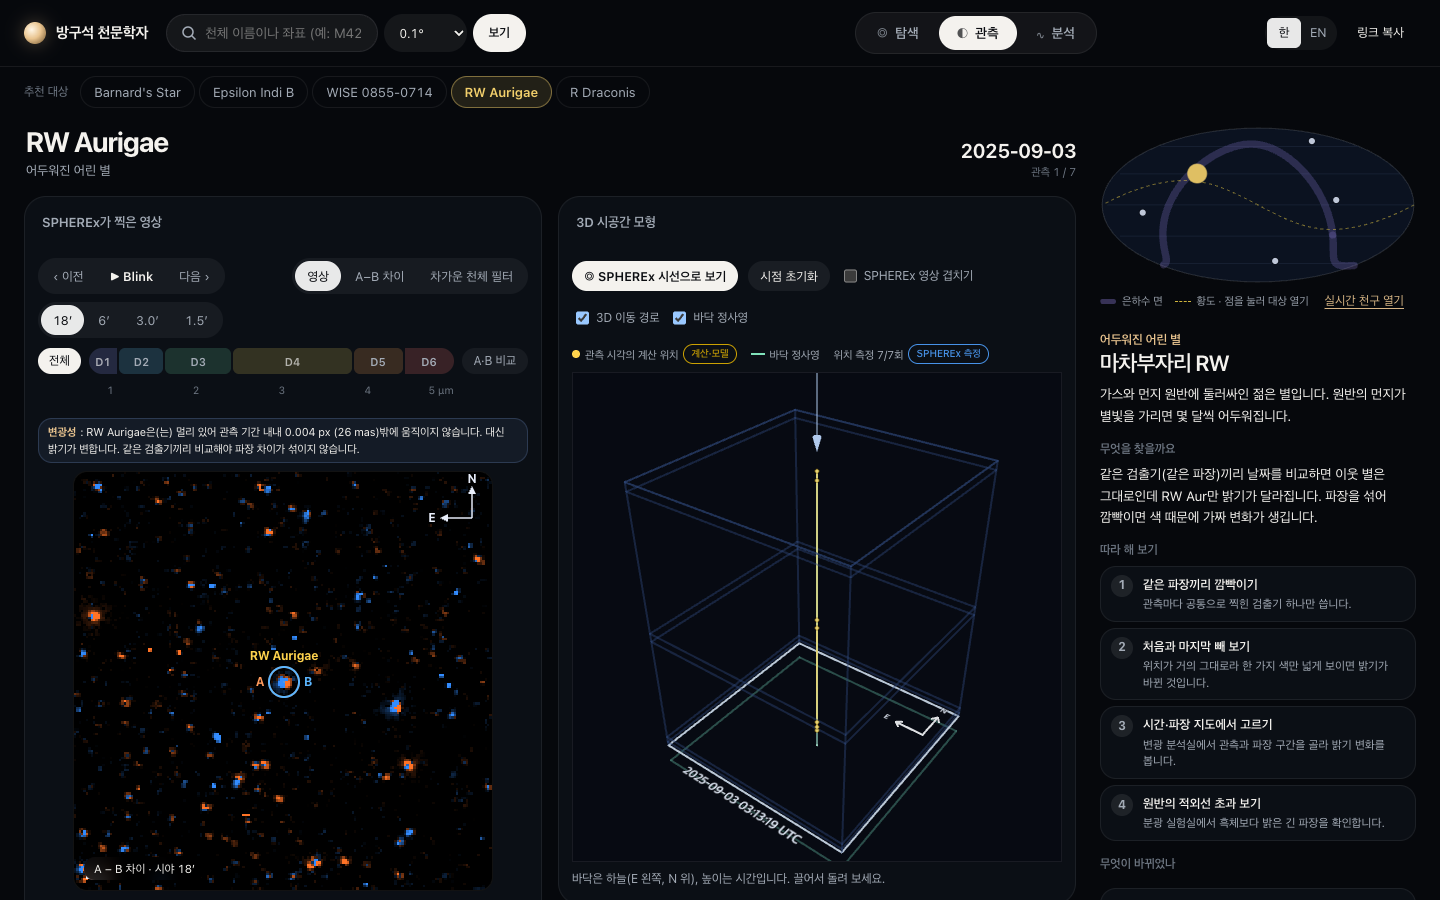 방구석 천문학자
천체 이름이나 좌표 (예: M42
0.1°
보기
탐색
관측
분석
한
EN
링크 복사
추천 대상
Barnard's Star
Epsilon Indi B
WISE 0855-0714
RW Aurigae
R Draconis
RW Aurigae
어두워진 어린 별
2025-09-03
관측 1 / 7
SPHEREx가 찍은 영상
‹ 이전
▶ Blink
다음 ›
영상
A−B 차이
차가운 천체 필터
18′
6′
3.0′
1.5′
전체
D1
D2
D3
D4
D5
D6
A·B 비교
1
2
3
4
5 µm
변광성 : RW Aurigae은(는) 멀리 있어 관측 기간 내내 0.004 px (26 mas)밖에 움직이지 않습니다. 대신
밝기가 변합니다. 같은 검출기끼리 비교해야 파장 차이가 섞이지 않습니다.
N
E
RW Aurigae
A
B
A − B 차이 · 시야 18′
3D 시공간 모형
◎ SPHEREx 시선으로 보기
시점 초기화
SPHEREx 영상 겹치기
3D 이동 경로
바닥 정사영
관측 시각의 계산 위치
계산·모델
바닥 정사영
위치 측정 7/7회
SPHEREx 측정
E
N
2025-09-03 03:13:19 UTC
바닥은 하늘(E 왼쪽, N 위), 높이는 시간입니다. 끌어서 돌려 보세요.
은하수 면
---- 황도 · 점을 눌러 대상 열기
실시간 천구 열기
어두워진 어린 별
마차부자리 RW
가스와 먼지 원반에 둘러싸인 젊은 별입니다. 원반의 먼지가
별빛을 가리면 몇 달씩 어두워집니다.
무엇을 찾을까요
같은 검출기(같은 파장)끼리 날짜를 비교하면 이웃 별은
그대로인데 RW Aur만 밝기가 달라집니다. 파장을 섞어
깜빡이면 색 때문에 가짜 변화가 생깁니다.
따라 해 보기
1
같은 파장끼리 깜빡이기
관측마다 공통으로 찍힌 검출기 하나만 씁니다.
2
처음과 마지막 빼 보기
위치가 거의 그대로라 한 가지 색만 넓게 보이면 밝기가
바뀐 것입니다.
3
시간·파장 지도에서 고르기
변광 분석실에서 관측과 파장 구간을 골라 밝기 변화를
봅니다.
4
원반의 적외선 초과 보기
분광 실험실에서 흑체보다 밝은 긴 파장을 확인합니다.
무엇이 바뀌었나